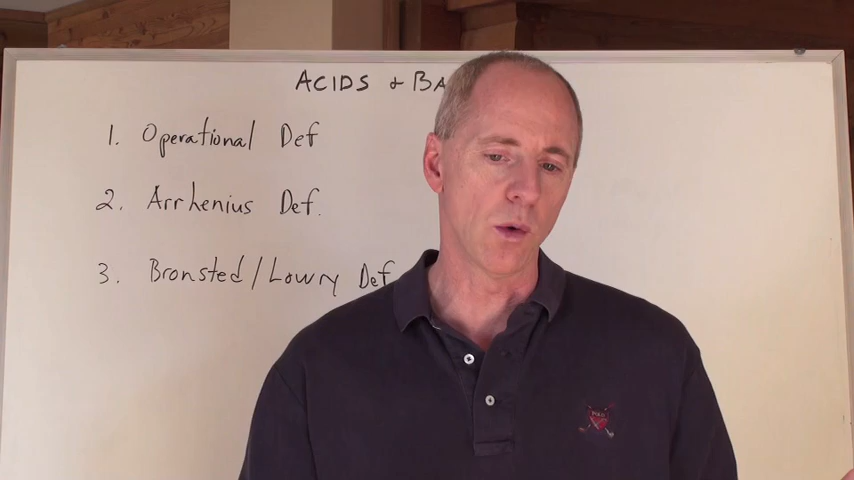 ACIDS + BA
1. Operational Def
2. Arrhenius Def.
3. Bronsted/Lowry Def